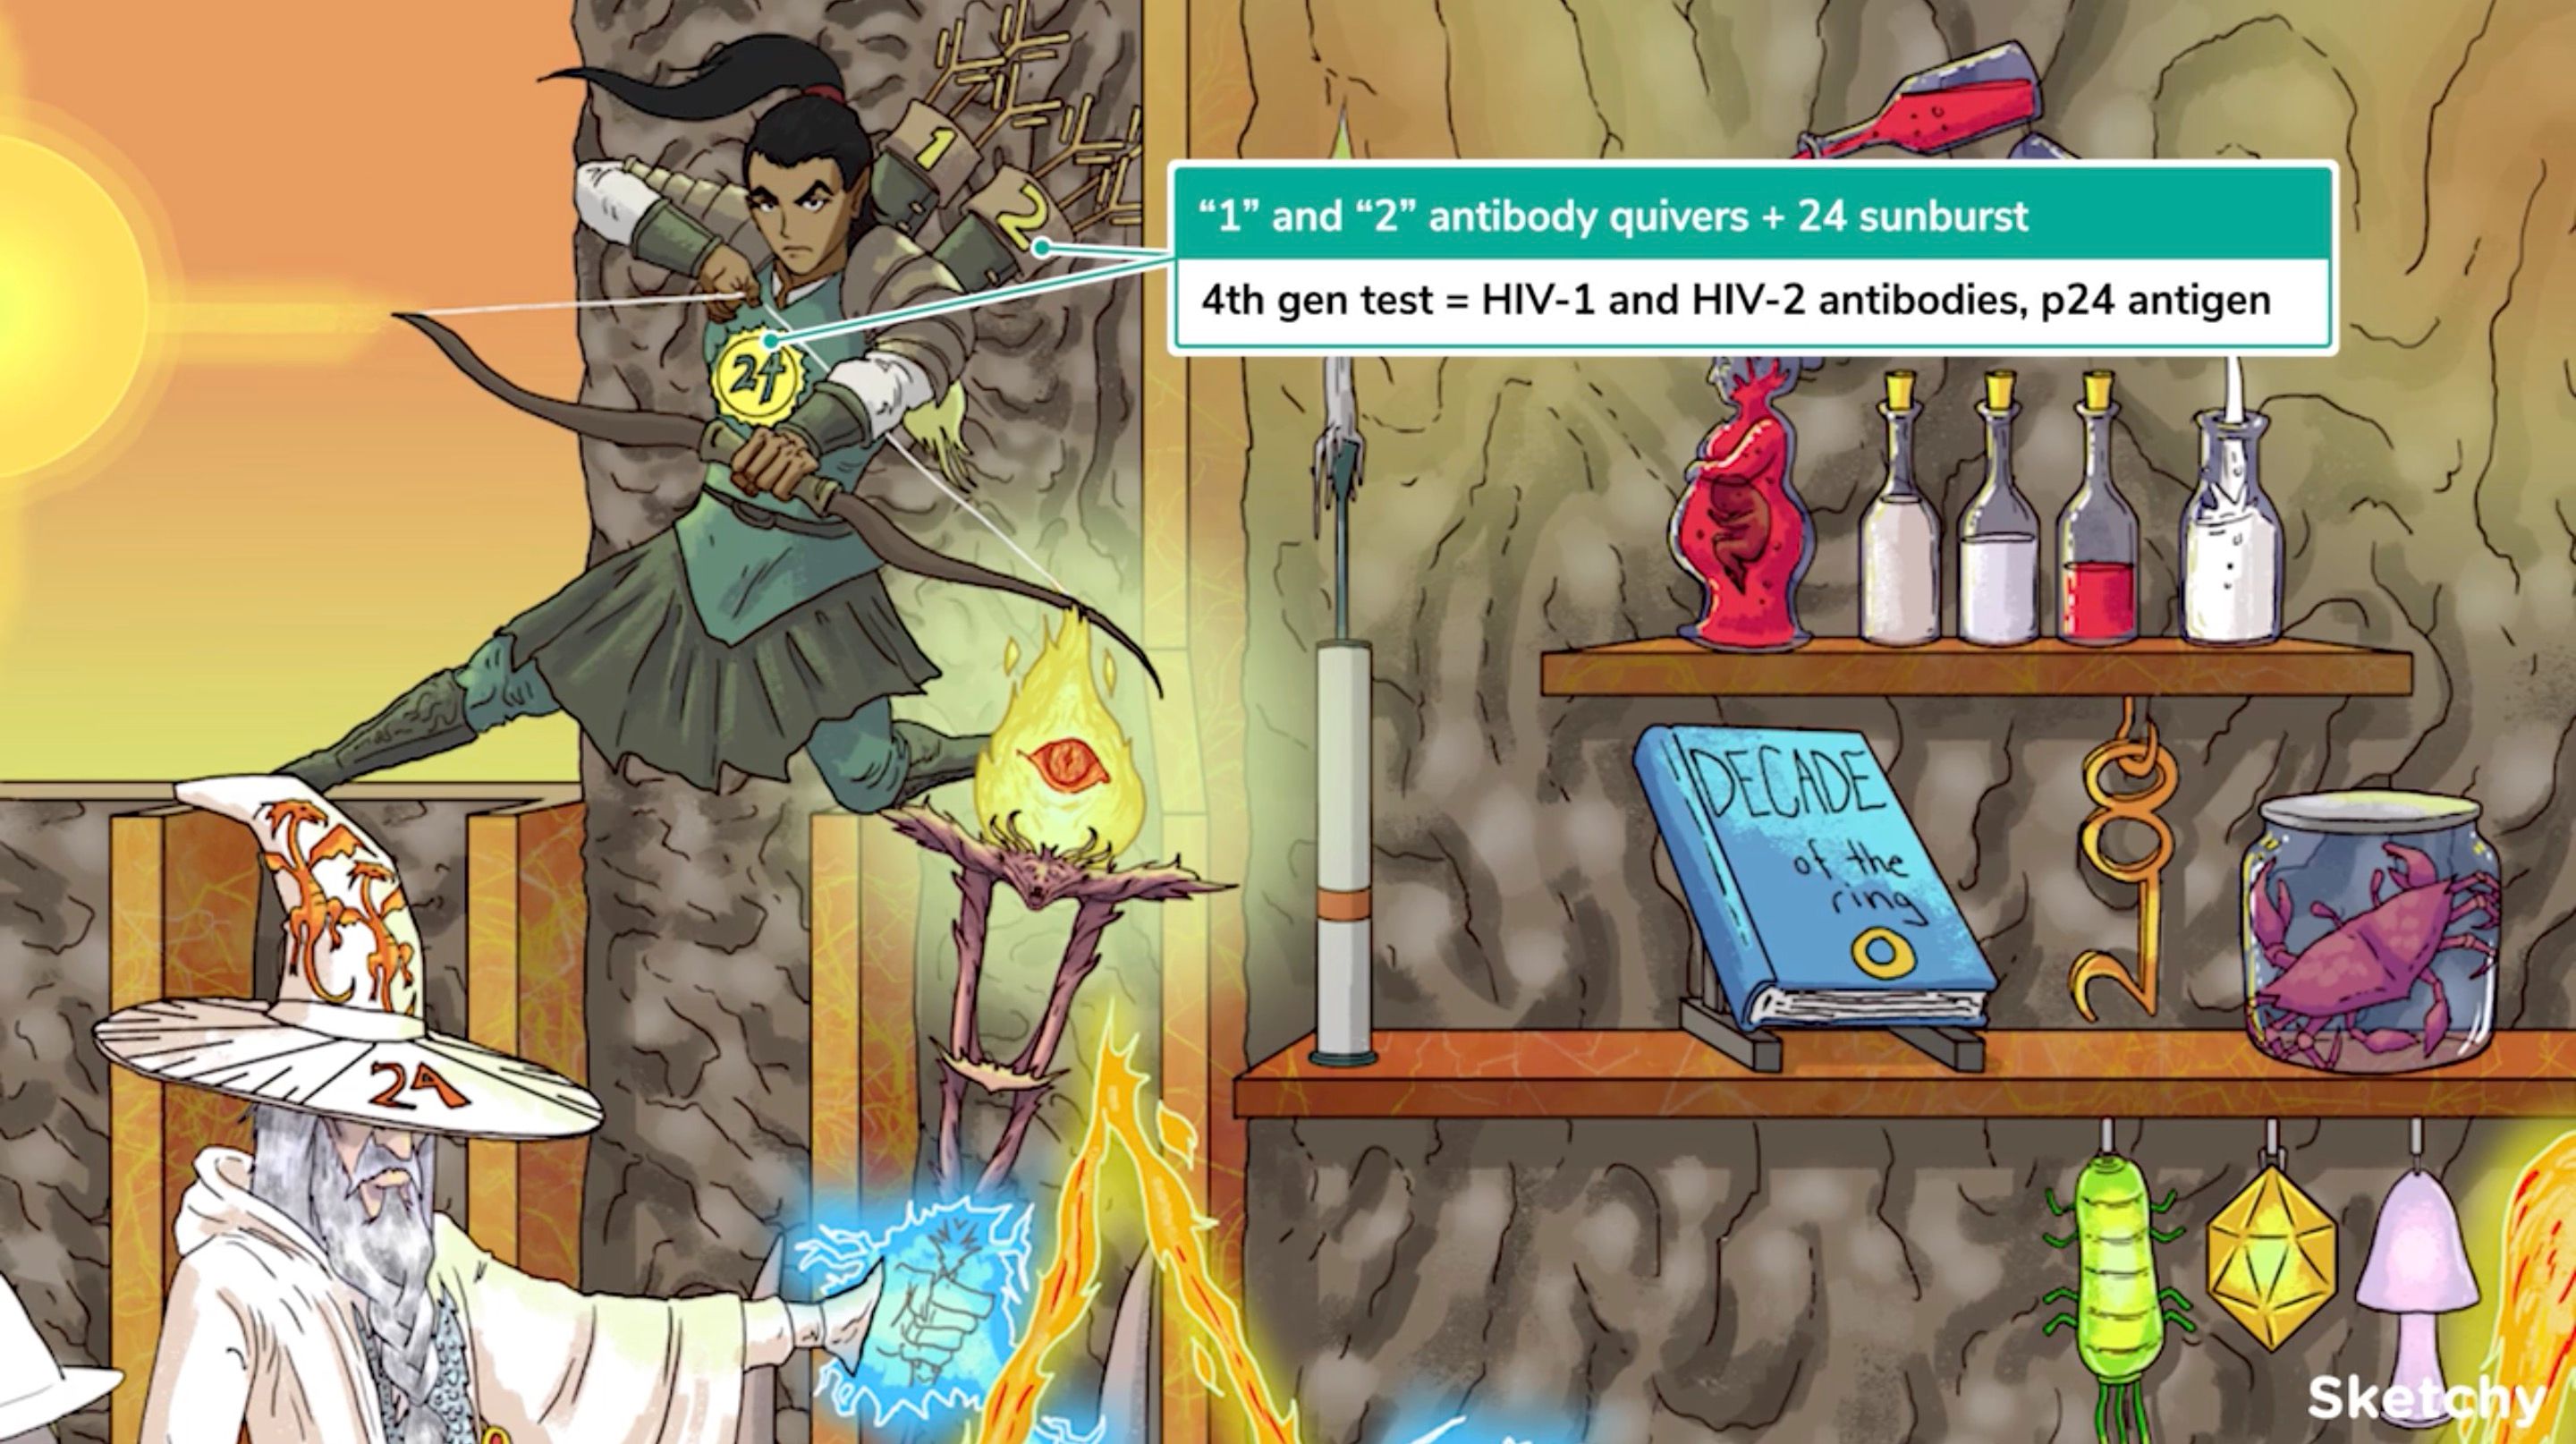 1
2
“1” and “2” antibody quivers + 24 sunburst
4th gen test = HIV-1 and HIV-2 antibodies, p24 antigen
24
DECADE
of the
ring
200
24
Sketchy